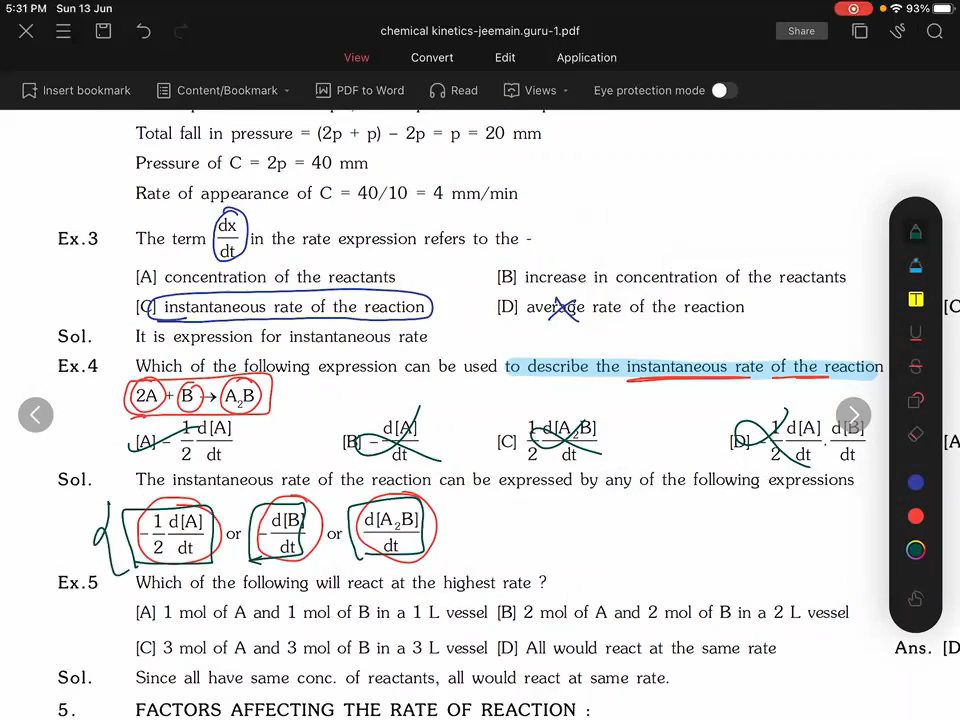 5:31 PM Sun 13 Jun 93%
chemical kinetics-jeemain.guru-1.pdf Share
View Convert Edit Application
Insert bookmark Content/Bookmark PDF to Word Read Views Eye protection mode
Total fall in pressure = (2p + p) – 2p = p = 20 mm
Pressure of C = 2p = 40 mm
Rate of appearance of C = 40/10 = 4 mm/min
Ex.3 The term dx/dt in the rate expression refers to the -
[A] concentration of the reactants [B] increase in concentration of the reactants
[C] instantaneous rate of the reaction [D] average rate of the reaction [C
Sol. It is expression for instantaneous rate
Ex.4 Which of the following expression can be used to describe the instantaneous rate of the reaction
2A + B → A₂B
[A] – 1/2 d[A]/dt [B] – d[A]/dt [C] 1/2 d[A₂B]/dt [D] – 1/2 d[A]/dt . d[B]/dt [A
Sol. The instantaneous rate of the reaction can be expressed by any of the following expressions
– 1/2 d[A]/dt or – d[B]/dt or d[A₂B]/dt
Ex.5 Which of the following will react at the highest rate ?
[A] 1 mol of A and 1 mol of B in a 1 L vessel [B] 2 mol of A and 2 mol of B in a 2 L vessel
[C] 3 mol of A and 3 mol of B in a 3 L vessel [D] All would react at the same rate Ans. [D
Sol. Since all have same conc. of reactants, all would react at same rate.
5. FACTORS AFFECTING THE RATE OF REACTION :